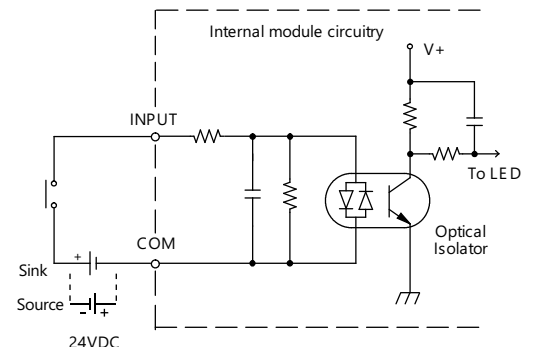 Internal module circuitry
V+
INPUT
To LED
COM
Optical
Isolator
Sink
+
Source
- +
24VDC